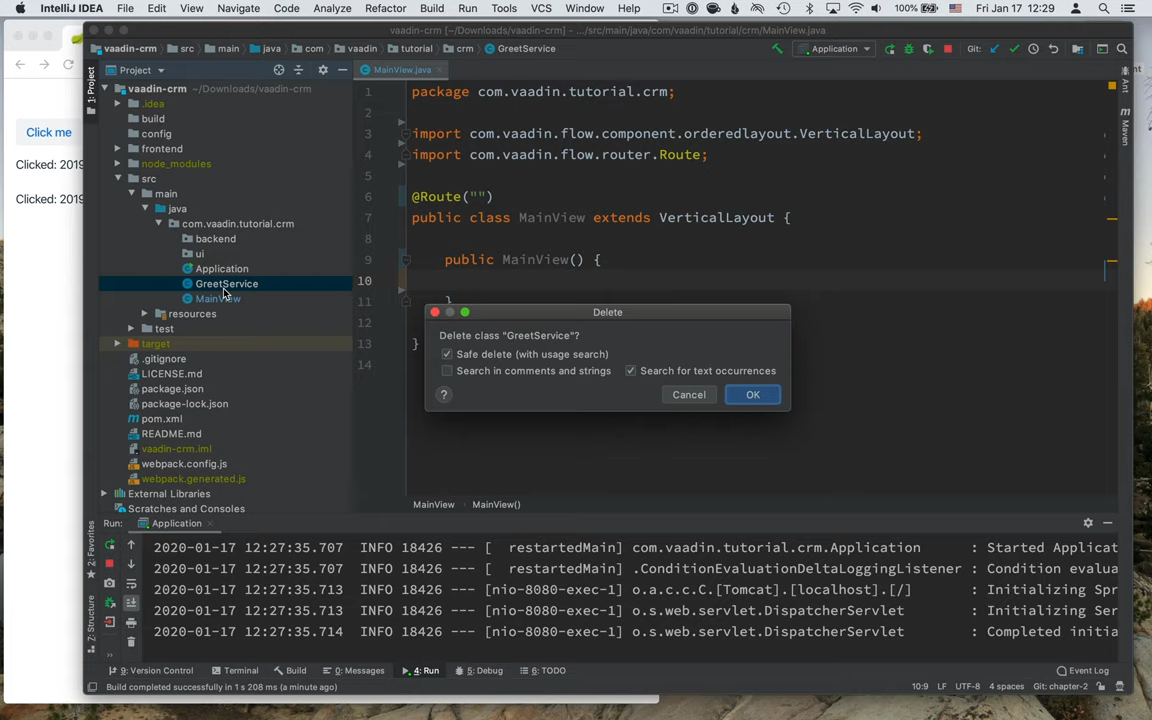 IntelliJ IDEA File Edit View Navigate Code Analyze Refactor Build Run Tools VCS Window Help 100% Fri Jan 17 12:29
vaadin-crm [~/Downloads/vaadin-crm] - .../src/main/java/com/vaadin/tutorial/crm/MainView.java
vaadin-crm src main java com vaadin tutorial crm GreetService Application Git:
1: Project
Project
MainView.java
Ant
Maven
vaadin-crm ~/Downloads/vaadin-crm
.idea
build
config
frontend
node_modules
src
main
java
com.vaadin.tutorial.crm
backend
ui
Application
GreetService
MainView
resources
test
target
.gitignore
LICENSE.md
package.json
package-lock.json
pom.xml
README.md
vaadin-crm.iml
webpack.config.js
webpack.generated.js
External Libraries
Scratches and Consoles
Click me
Clicked: 2019
Clicked: 2019
1 package com.vaadin.tutorial.crm;
2
3 import com.vaadin.flow.component.orderedlayout.VerticalLayout;
4 import com.vaadin.flow.router.Route;
5
6 @Route("")
7 public class MainView extends VerticalLayout {
8
9 public MainView() {
10
11 }
12
13 }
14
Delete
Delete class "GreetService"?
Safe delete (with usage search)
Search in comments and strings Search for text occurrences
? Cancel OK
MainView MainView()
Run: Application
2: Favorites
7: Structure
2020-01-17 12:27:35.707 INFO 18426 --- [ restartedMain] com.vaadin.tutorial.crm.Application : Started Applicat
2020-01-17 12:27:35.707 INFO 18426 --- [ restartedMain] .ConditionEvaluationDeltaLoggingListener : Condition evalua
2020-01-17 12:27:35.713 INFO 18426 --- [nio-8080-exec-1] o.a.c.c.C.[Tomcat].[localhost].[/] : Initializing Spr
2020-01-17 12:27:35.713 INFO 18426 --- [nio-8080-exec-1] o.s.web.servlet.DispatcherServlet : Initializing Ser
2020-01-17 12:27:35.714 INFO 18426 --- [nio-8080-exec-1] o.s.web.servlet.DispatcherServlet : Completed initia
9: Version Control Terminal Build 0: Messages 4: Run 5: Debug 6: TODO Event Log
Build completed successfully in 1 s 208 ms (a minute ago) 10:9 LF UTF-8 4 spaces Git: chapter-2